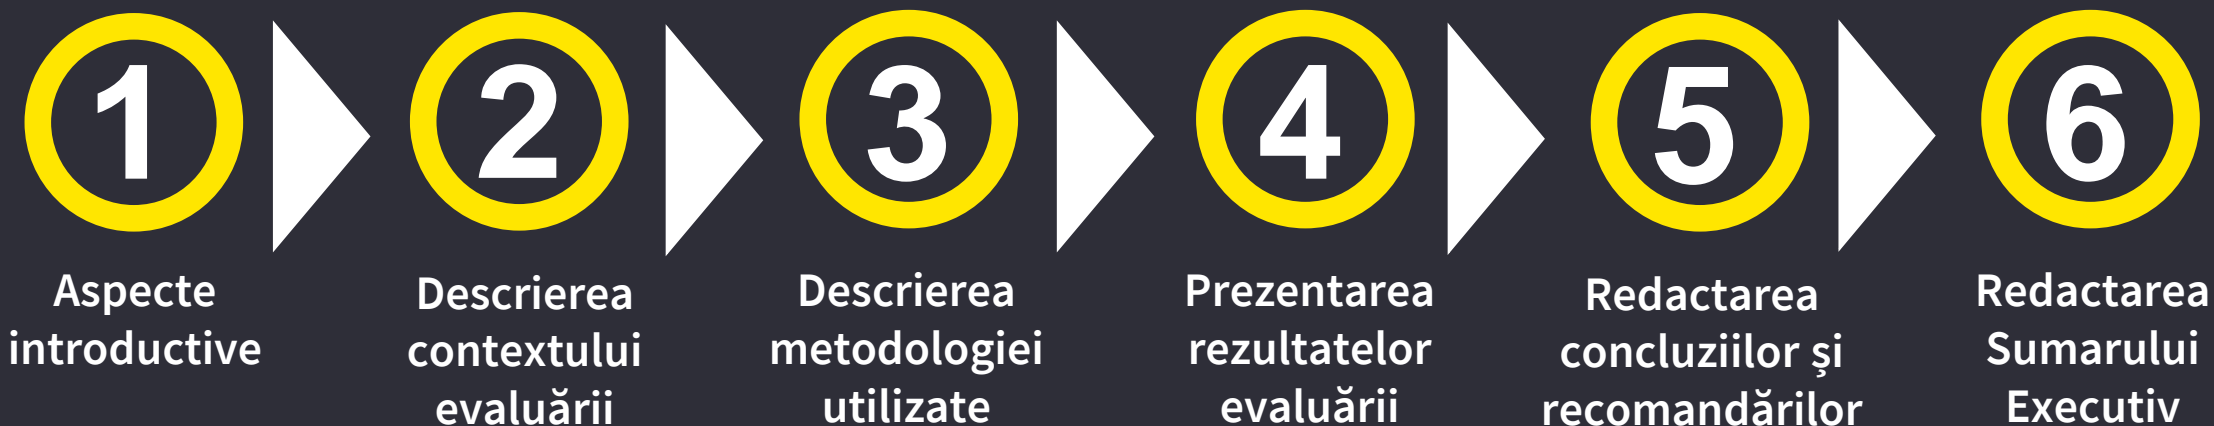 1
Aspecte
introductive
2
Descrierea
contextului
evaluării
3
Descrierea
metodologiei
utilizate
4
Prezentarea
rezultatelor
evaluării
5
Redactarea
concluziilor și
recomandărilor
6
Redactarea
Sumarului
Executiv